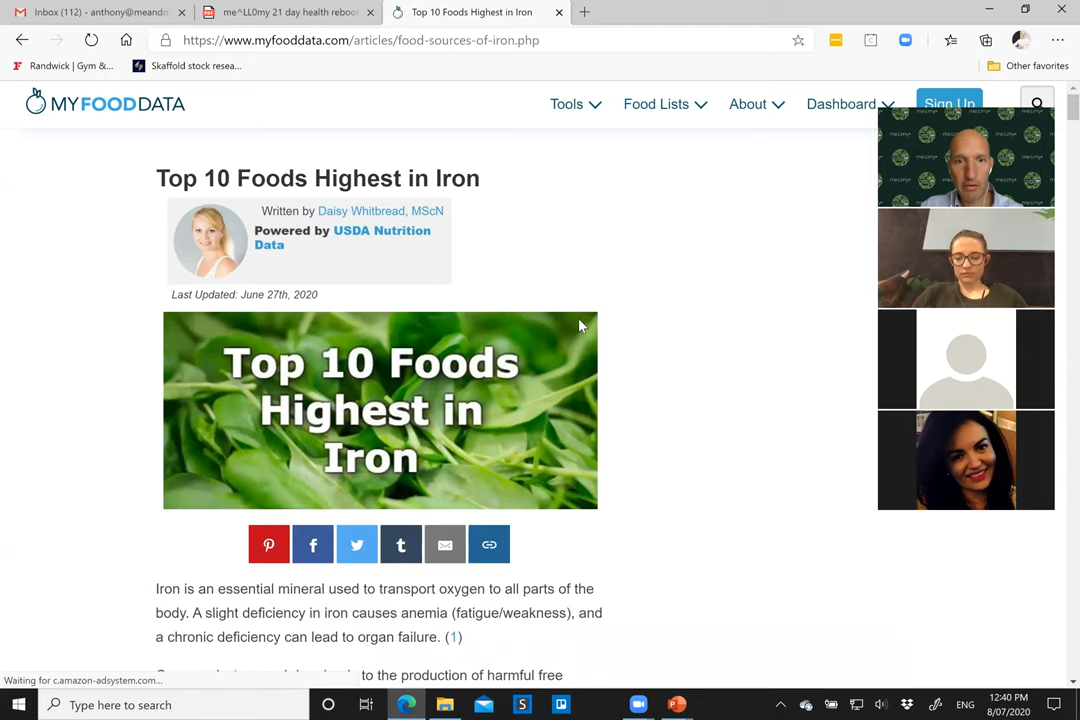 Inbox (112) - anthony@meandm
me^LL0my 21 day health reboo
Top 10 Foods Highest in Iron
https://www.myfooddata.com/articles/food-sources-of-iron.php
Randwick | Gym &...
Skaffold stock resea...
Other favorites
MYFOODDATA
Tools
Food Lists
About
Dashboard
Sign Up
Top 10 Foods Highest in Iron
Written by Daisy Whitbread, MScN
Powered by USDA Nutrition
Data
Last Updated: June 27th, 2020
Top 10 Foods
Highest in
Iron
Iron is an essential mineral used to transport oxygen to all parts of the
body. A slight deficiency in iron causes anemia (fatigue/weakness), and
a chronic deficiency can lead to organ failure. (1)
to the production of harmful free
Waiting for c.amazon-adsystem.com...
Type here to search
ENG
12:40 PM
8/07/2020